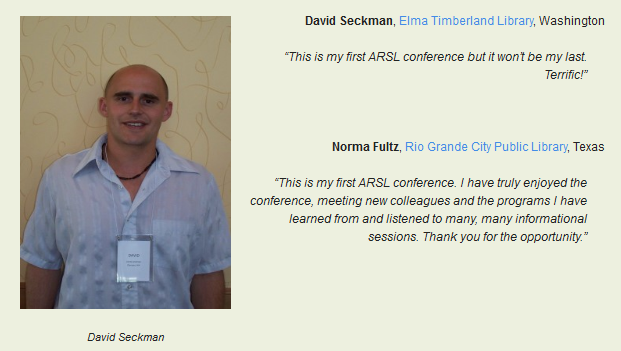 David Seckman, Elma Timberland Library, Washington
“This is my first ARSL conference but it won't be my last.
Terrific!”
Norma Fultz, Rio Grande City Public Library, Texas
“This is my first ARSL conference. I have truly enjoyed the
conference, meeting new colleagues and the programs I have
learned from and listened to many, many informational
sessions. Thank you for the opportunity.”
DAVID
David Seckman